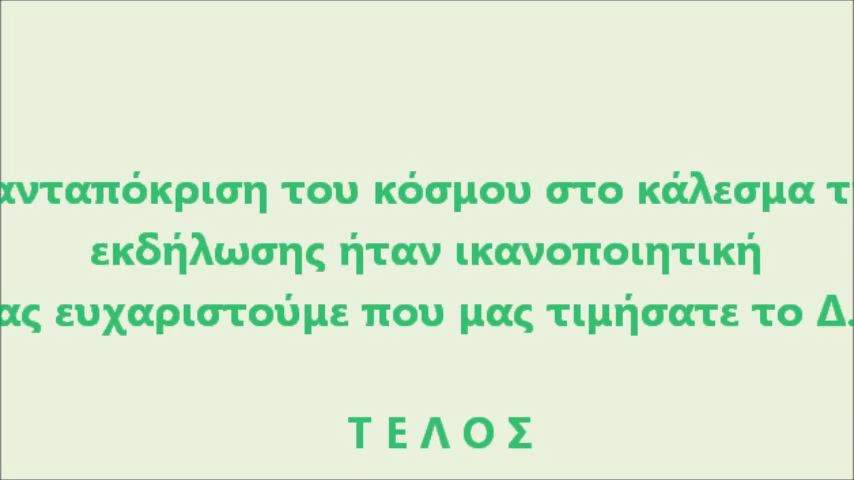 ανταπόκριση του κόσμου στο κάλεσμα τ
εκδήλωσης ήταν ικανοποιητική
ας ευχαριστούμε που μας τιμήσατε το Δ.
Τ Ε Λ Ο Σ